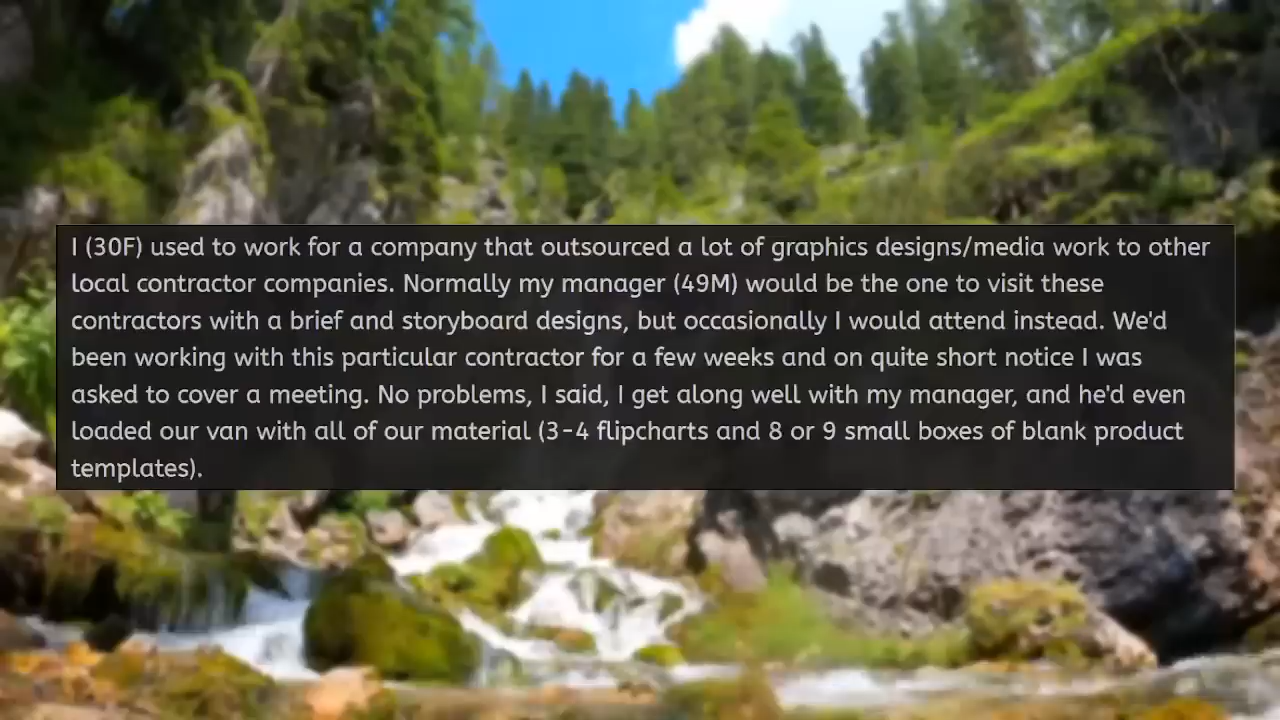 I (30F) used to work for a company that outsourced a lot of graphics designs/media work to other
local contractor companies. Normally my manager (49M) would be the one to visit these
contractors with a brief and storyboard designs, but occasionally I would attend instead. We'd
been working with this particular contractor for a few weeks and on quite short notice I was
asked to cover a meeting. No problems, I said, I get along well with my manager, and he'd even
loaded our van with all of our material (3-4 flipcharts and 8 or 9 small boxes of blank product
templates).